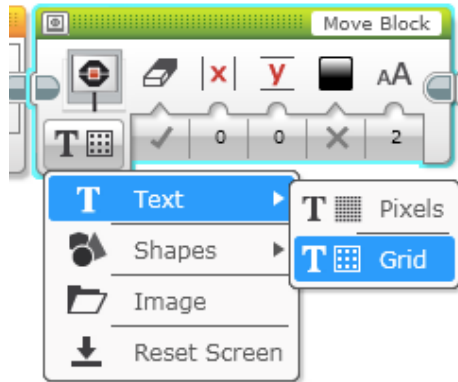 Move Block
x y AA
T 0 0 2
T Text T Pixels
Shapes T Grid
Image
Reset Screen